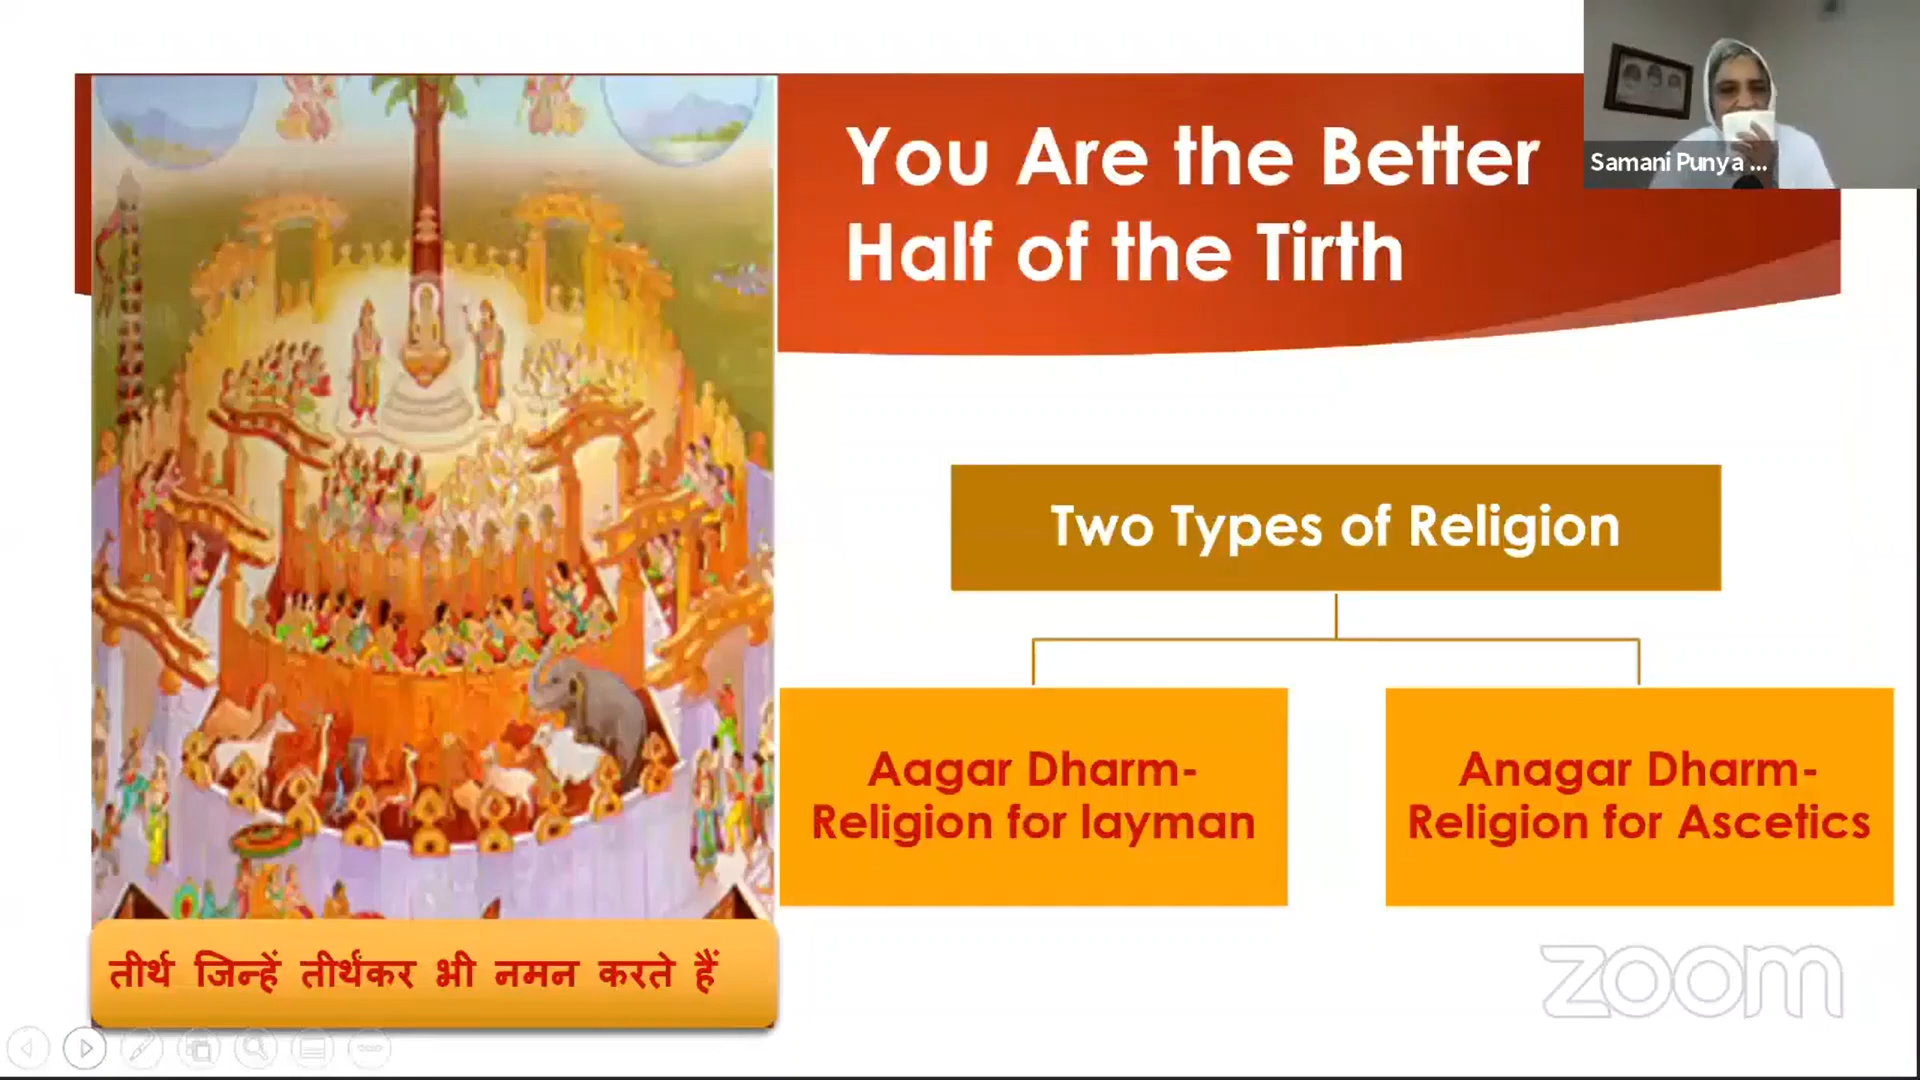 You Are the Better
Half of the Tirth
Samani Punya ...
Two Types of Religion
Aagar Dharm-
Religion for layman
Anagar Dharm-
Religion for Ascetics
तीर्थ जिन्हें तीर्थंकर भी नमन करते हैं
zoom